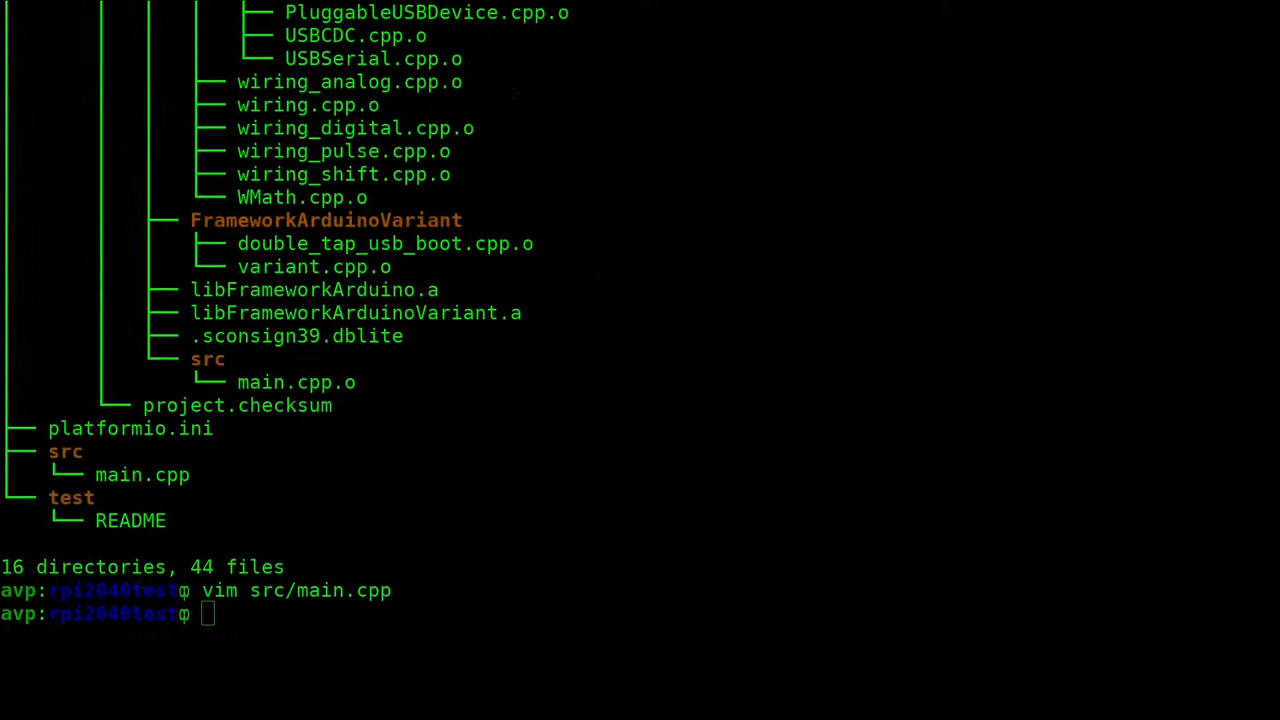 ├── PluggableUSBDevice.cpp.o
├── USBCDC.cpp.o
└── USBSerial.cpp.o
├── wiring_analog.cpp.o
├── wiring.cpp.o
├── wiring_digital.cpp.o
├── wiring_pulse.cpp.o
├── wiring_shift.cpp.o
└── WMath.cpp.o
├── FrameworkArduinoVariant
├── double_tap_usb_boot.cpp.o
└── variant.cpp.o
├── libFrameworkArduino.a
├── libFrameworkArduinoVariant.a
├── .sconsign39.dblite
└── src
└── main.cpp.o
└── project.checksum
├── platformio.ini
├── src
└── main.cpp
└── test
└── README
16 directories, 44 files
avp:rpi2040test vim src/main.cpp
avp:rpi2040test